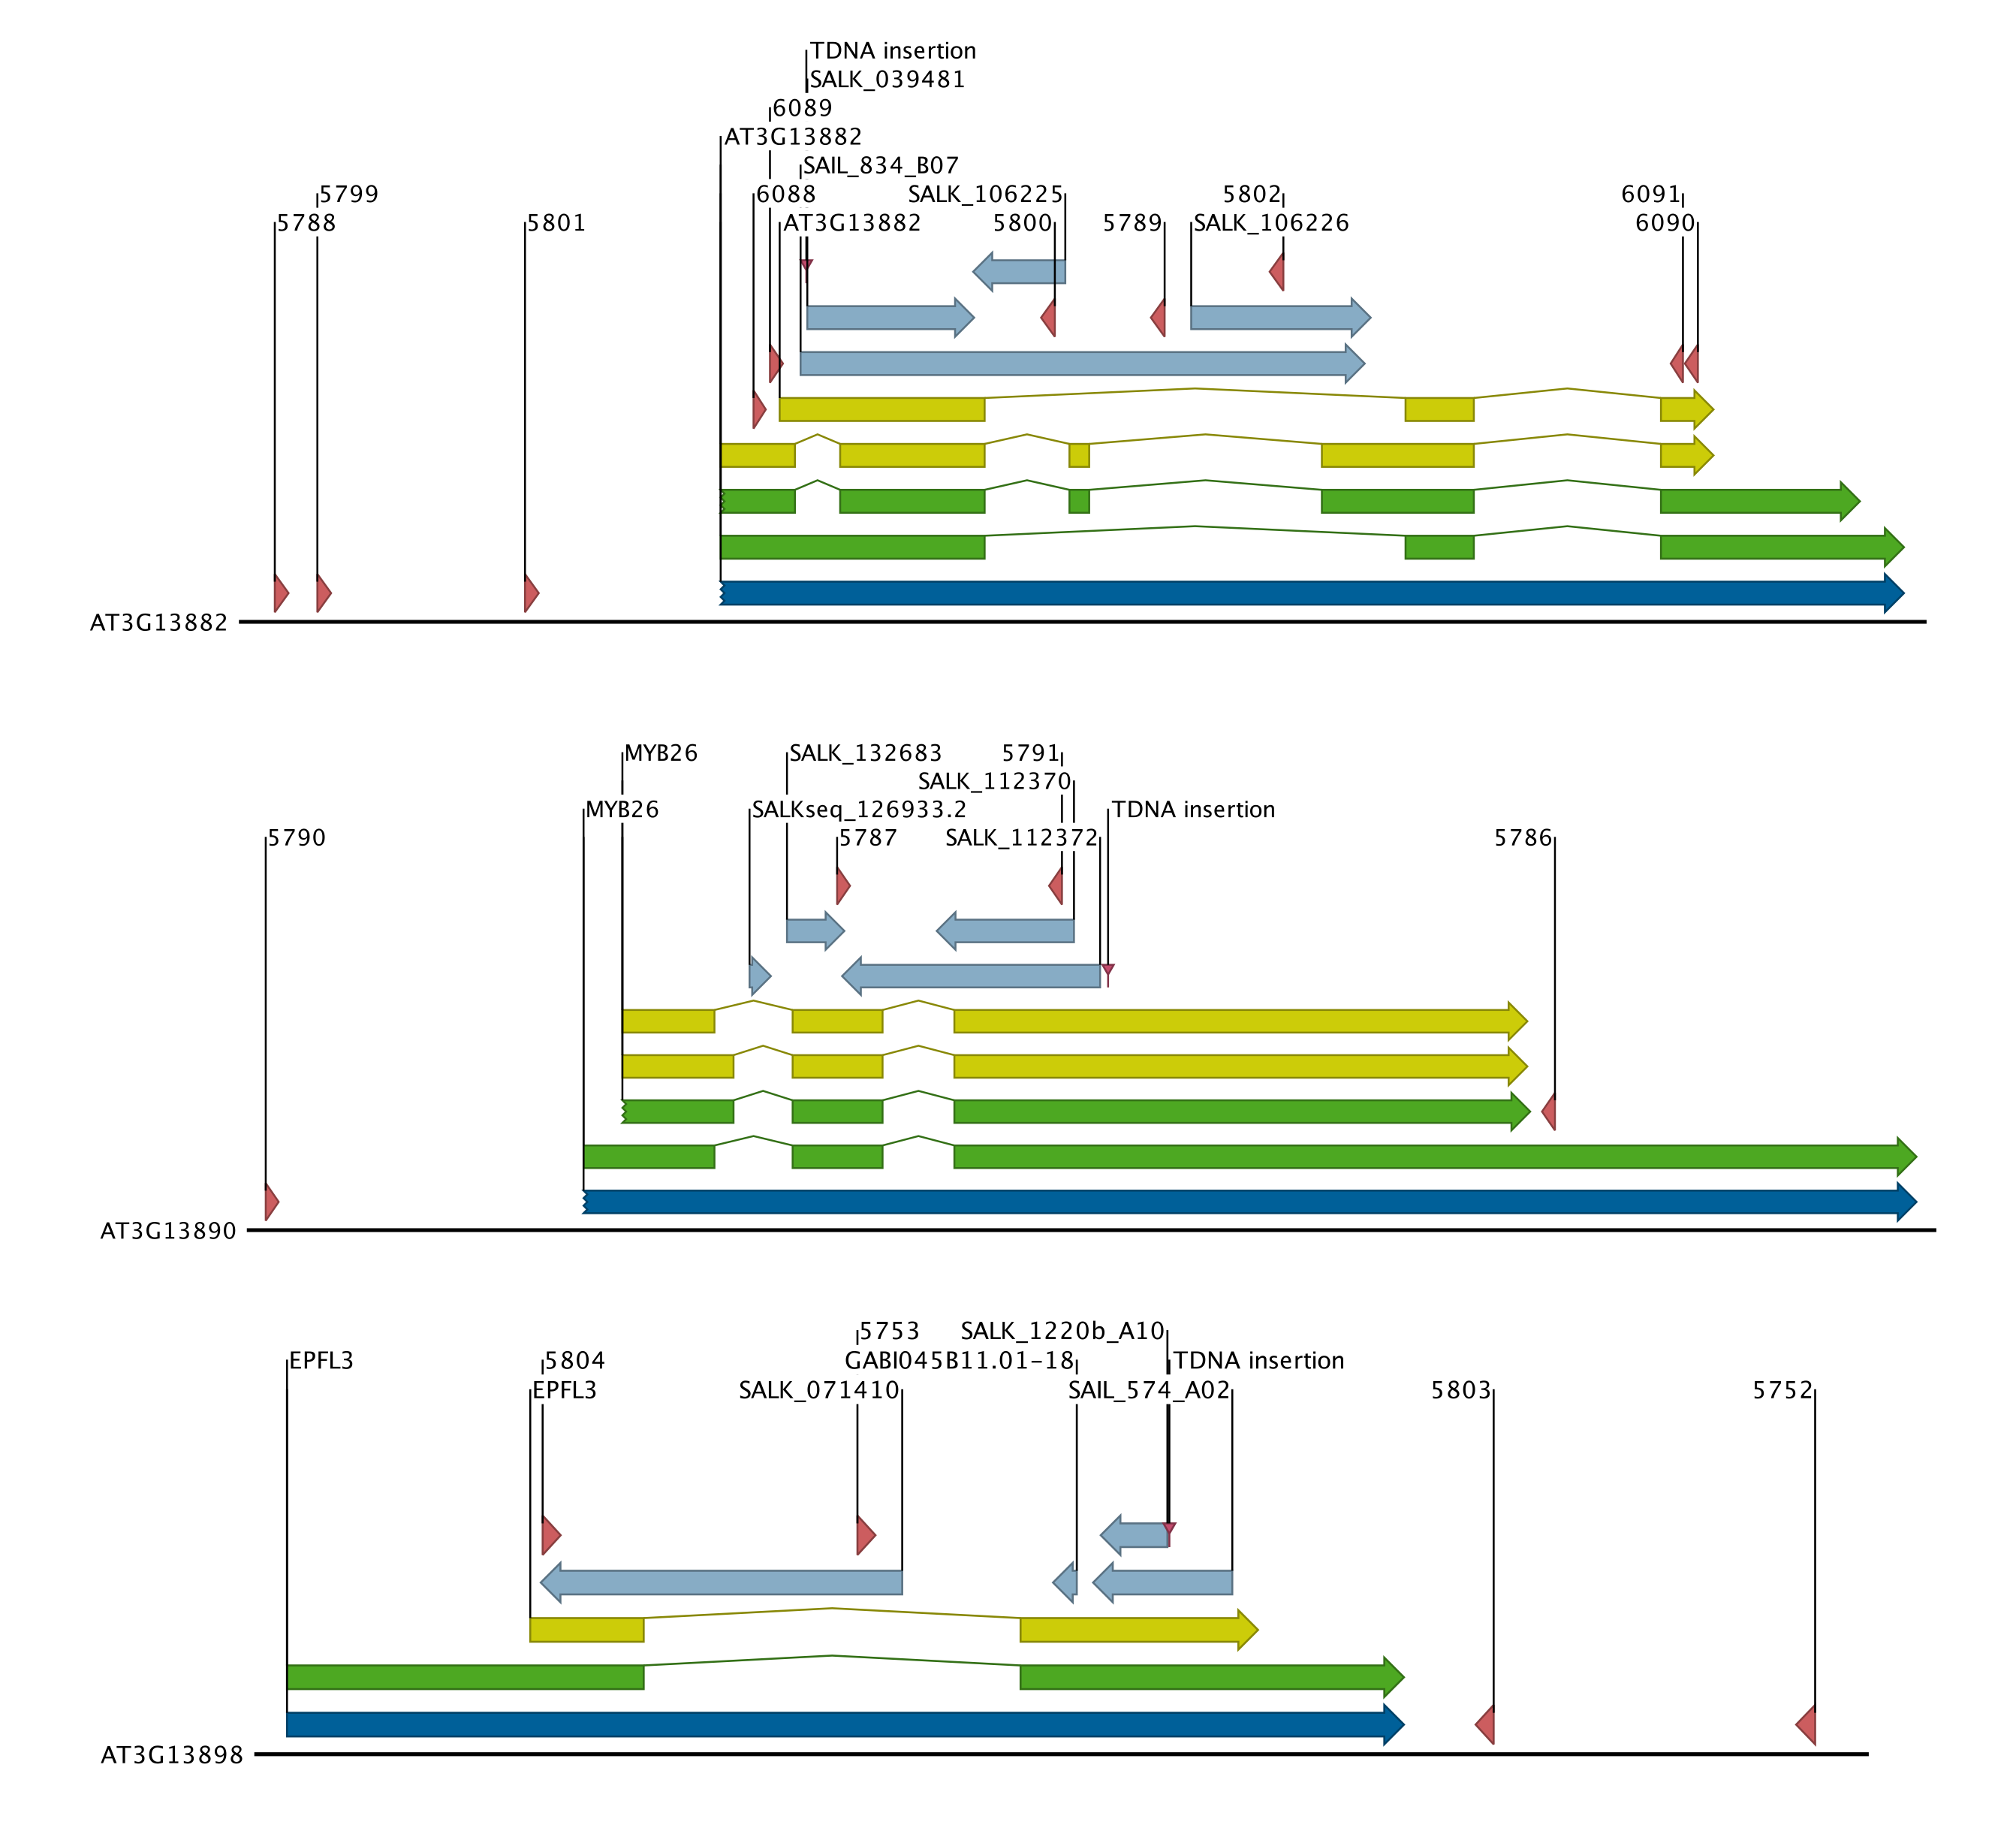 TDNA insertion
SALK_039481
6089
AT3G13882
SAIL_834_B07
5799 6088 SALK_106225 5802 6091
5788 5801 AT3G13882 5800 5789 SALK_106226 6090
AT3G13882
MYB26 SALK_132683 5791
SALK_112370
MYB26 SALKseq_126933.2 TDNA insertion
5790 5787 SALK_112372 5786
AT3G13890
5753 SALK_1220b_A10
EPFL3 5804 GABI045B11.01-18 TDNA insertion
EPFL3 SALK_071410 SAIL_574_A02 5803 5752
AT3G13898